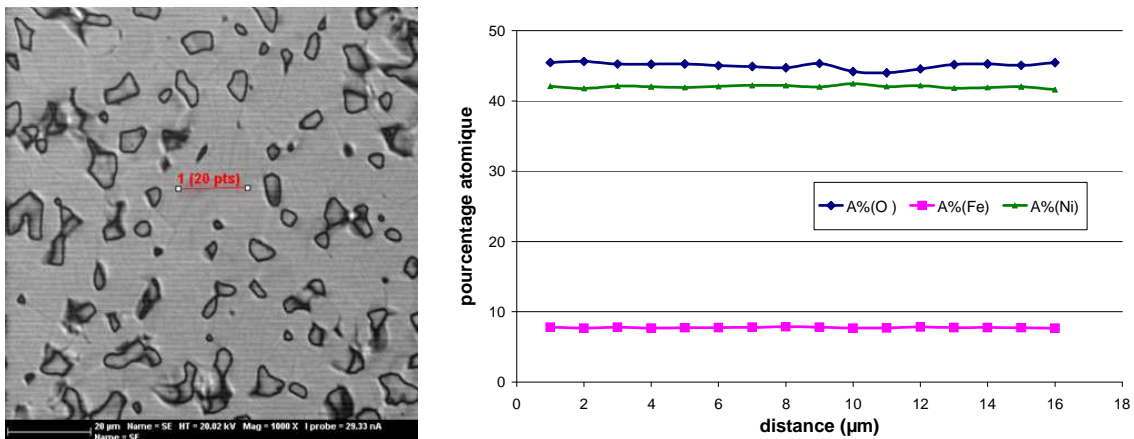 1 (20 pts)
20 µm Name = SE HT = 20.02 kV Mag = 1000 X I probe = 29.33 nA
Name = SE
50
40
30
20
10
0
pourcentage atomique
A%(O ) A%(Fe) A%(Ni)
0 2 4 6 8 10 12 14 16 18
distance (µm)